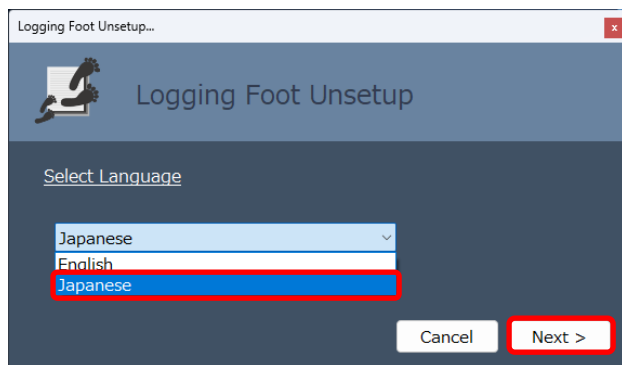 Logging Foot Unsetup...
x
Logging Foot Unsetup
Select Language
Japanese
English
Japanese
Cancel
Next >